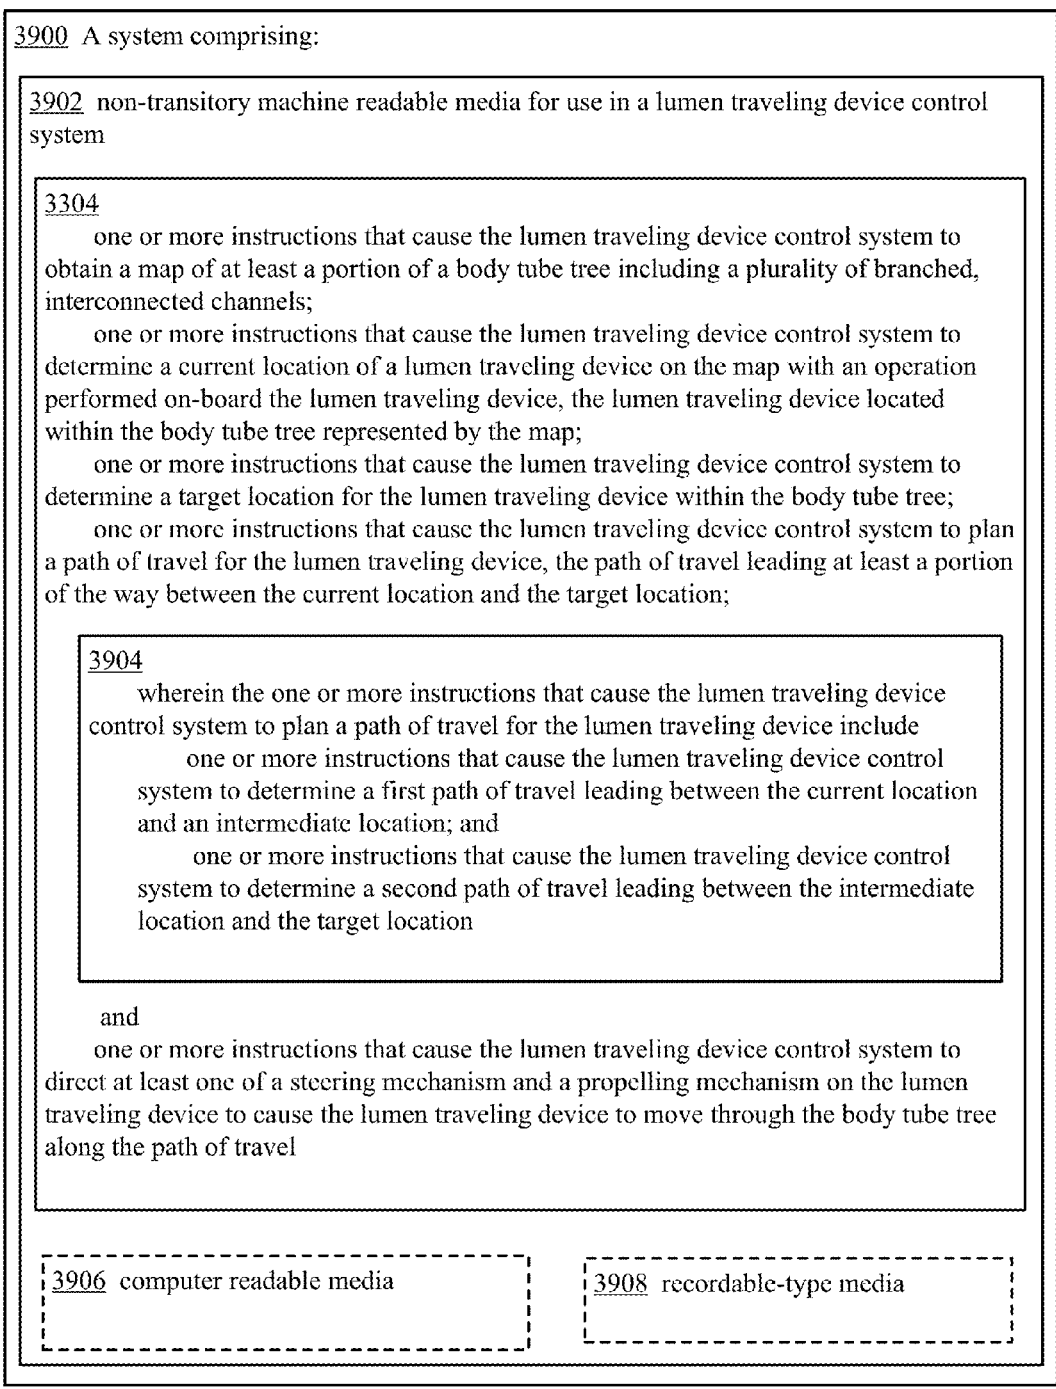 3900 A system comprising:
3902 non-transitory machine readable media for use in a lumen traveling device control
system
3304
one or more instructions that cause the lumen traveling device control system to
obtain a map of at least a portion of a body tube tree including a plurality of branched,
interconnected channels;
one or more instructions that cause the lumen traveling device control system to
determine a current location of a lumen traveling device on the map with an operation
performed on-board the lumen traveling device, the lumen traveling device located
within the body tube tree represented by the map;
one or more instructions that cause the lumen traveling device control system to
determine a target location for the lumen traveling device within the body tube tree;
one or more instructions that cause the lumen traveling device control system to plan
a path of travel for the lumen traveling device, the path of travel leading at least a portion
of the way between the current location and the target location;
3904
wherein the one or more instructions that cause the lumen traveling device
control system to plan a path of travel for the lumen traveling device include
one or more instructions that cause the lumen traveling device control
system to determine a first path of travel leading between the current location
and an intermediate location; and
one or more instructions that cause the lumen traveling device control
system to determine a second path of travel leading between the intermediate
location and the target location
and
one or more instructions that cause the lumen traveling device control system to
direct at least one of a steering mechanism and a propelling mechanism on the lumen
traveling device to cause the lumen traveling device to move through the body tube tree
along the path of travel
3906 computer readable media
3908 recordable-type media